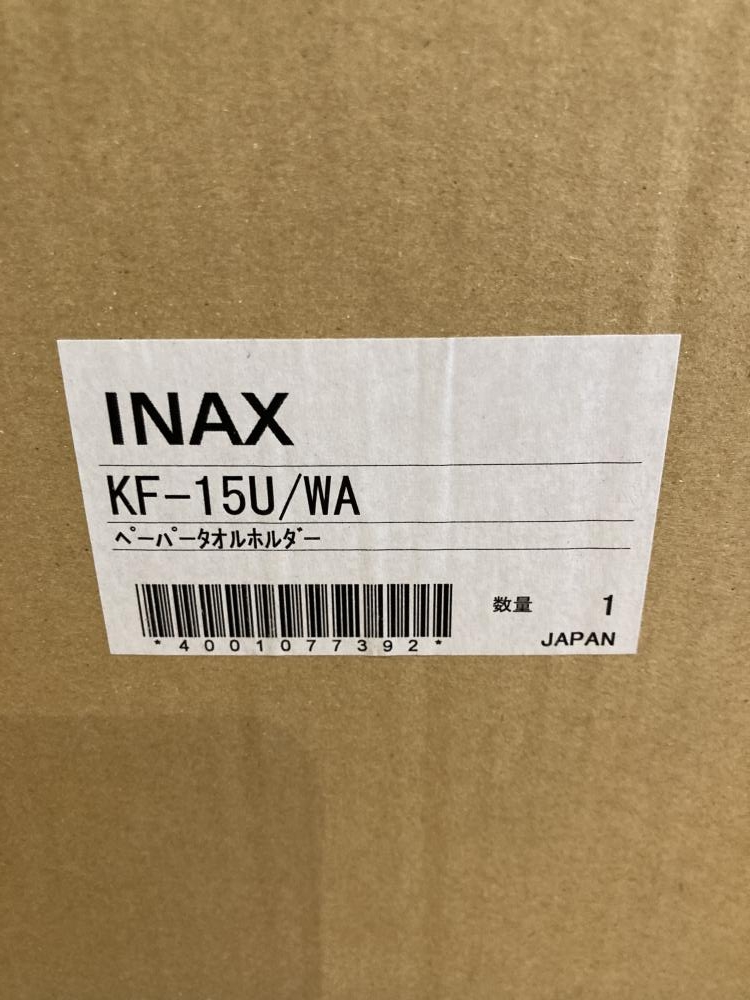 INAX
KF-15U/WA
ﾍﾟｰﾊﾟｰﾀｵﾙﾎﾙﾀﾞｰ
数量 1
*4001077392*
JAPAN